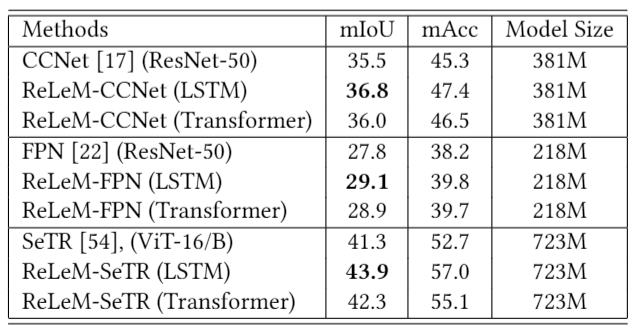 Methods mIoU mAcc Model Size
CCNet [17] (ResNet-50) 35.5 45.3 381M
ReLeM-CCNet (LSTM) 36.8 47.4 381M
ReLeM-CCNet (Transformer) 36.0 46.5 381M
FPN [22] (ResNet-50) 27.8 38.2 218M
ReLeM-FPN (LSTM) 29.1 39.8 218M
ReLeM-FPN (Transformer) 28.9 39.7 218M
SeTR [54], (ViT-16/B) 41.3 52.7 723M
ReLeM-SeTR (LSTM) 43.9 57.0 723M
ReLeM-SeTR (Transformer) 42.3 55.1 723M